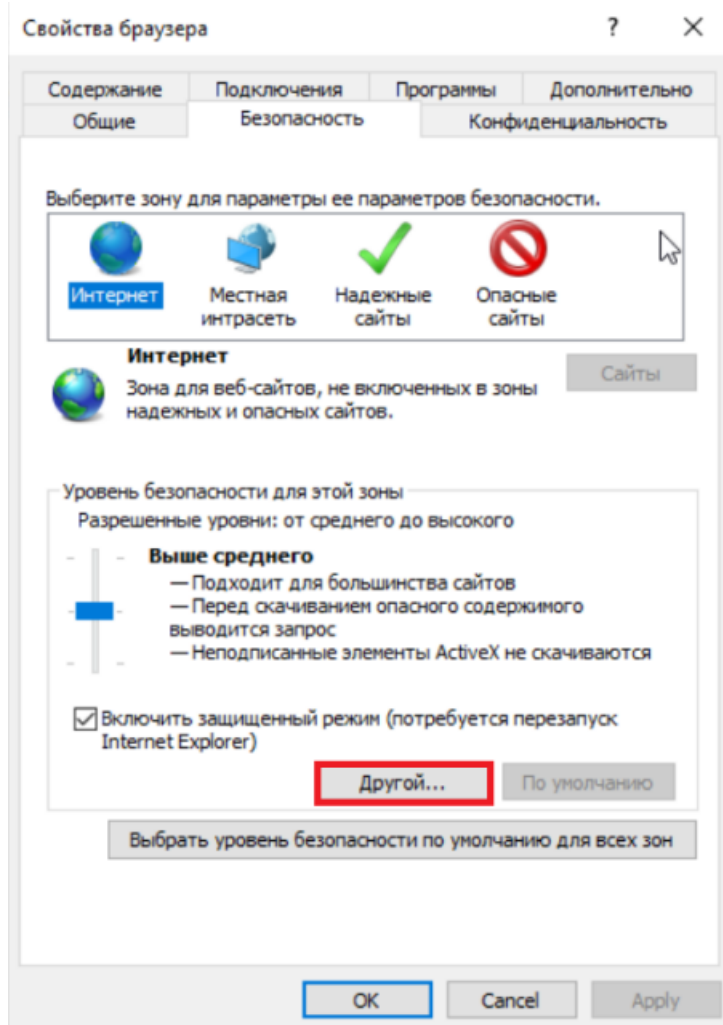 Свойства браузера ? ×
Содержание Подключения Программы Дополнительно
Общие Безопасность Конфиденциальность
Выберите зону для параметры ее параметров безопасности.
Интернет Местная интрасеть Надежные сайты Опасные сайты
Интернет
Сайты
Зона для веб-сайтов, не включенных в зоны
надежных и опасных сайтов.
Уровень безопасности для этой зоны
Разрешенные уровни: от среднего до высокого
Выше среднего
— Подходит для большинства сайтов
— Перед скачиванием опасного содержимого
выводится запрос
— Неподписанные элементы ActiveX не скачиваются
Включить защищенный режим (потребуется перезапуск
Internet Explorer)
Другой... По умолчанию
Выбрать уровень безопасности по умолчанию для всех зон
OK Cancel Apply